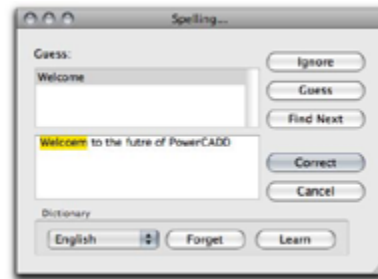 Spelling...
Guess:
Ignore
Welcome
Guess
Find Next
Welcoem to the futre of PowerCADD
Correct
Cancel
Dictionary
English
Forget
Learn